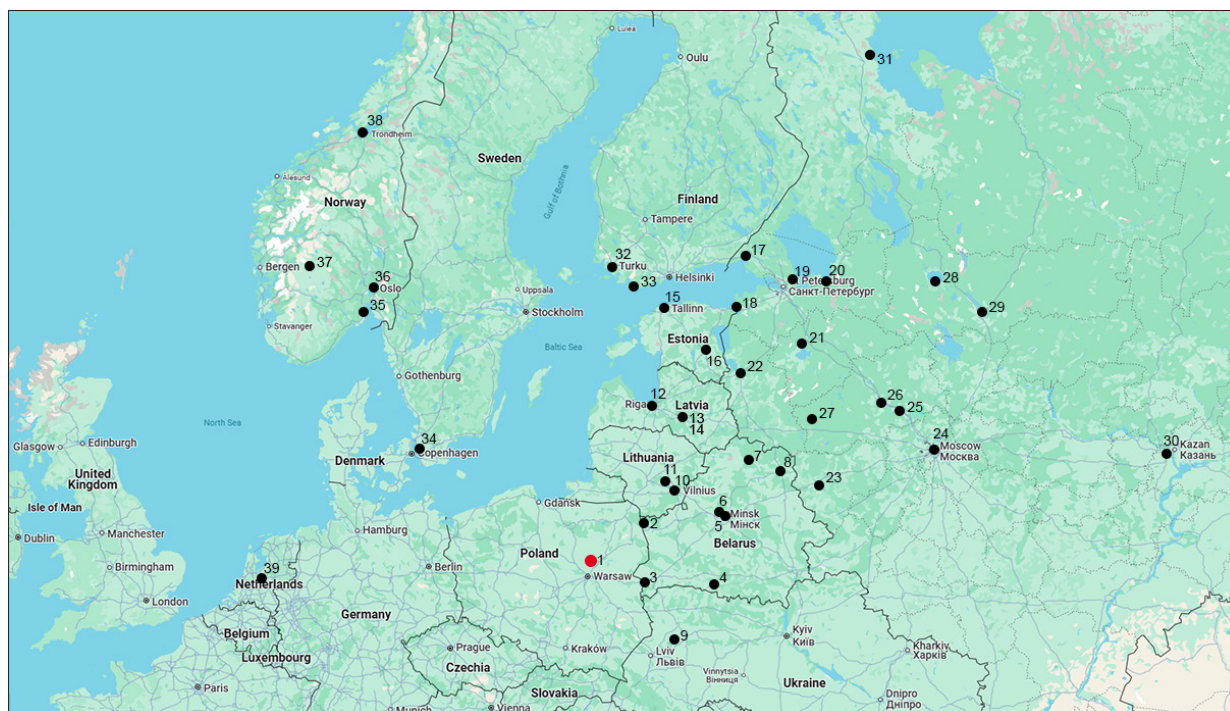 Lulea
Oulu
31
38
Trondheim
Sweden
Gulf of Bothnia
Ålesund
Norway
Finland
Tampere
Bergen
37
36
Oslo
35
Stavanger
Uppsala
Stockholm
32
Turku
33
Helsinki
17
19
20
Petersburg
Санкт-Петербург
28
29
15
Tallinn
18
Estonia
16
21
22
Baltic Sea
Gothenburg
12
Riga
Latvia
13
14
26
25
27
24
Moscow
Москва
30
Kazan
Казань
North Sea
Glasgow
Edinburgh
United
Kingdom
Isle of Man
Dublin
Manchester
Birmingham
London
34
Copenhagen
Denmark
Lithuania
11
10
Vilnius
7
8
23
Gdańsk
2
6
5
Minsk
Мінск
Belarus
Hamburg
Poland
1
Warsaw
3
4
Berlin
39
Netherlands
Germany
Belgium
Luxembourg
Paris
Prague
Czechia
Kraków
9
Lviv
Львів
Kyiv
Київ
Kharkiv
Харків
Vinnytsia
Вінниця
Ukraine
Dnipro
Дніпро
Slovakia
Munich
Vienna